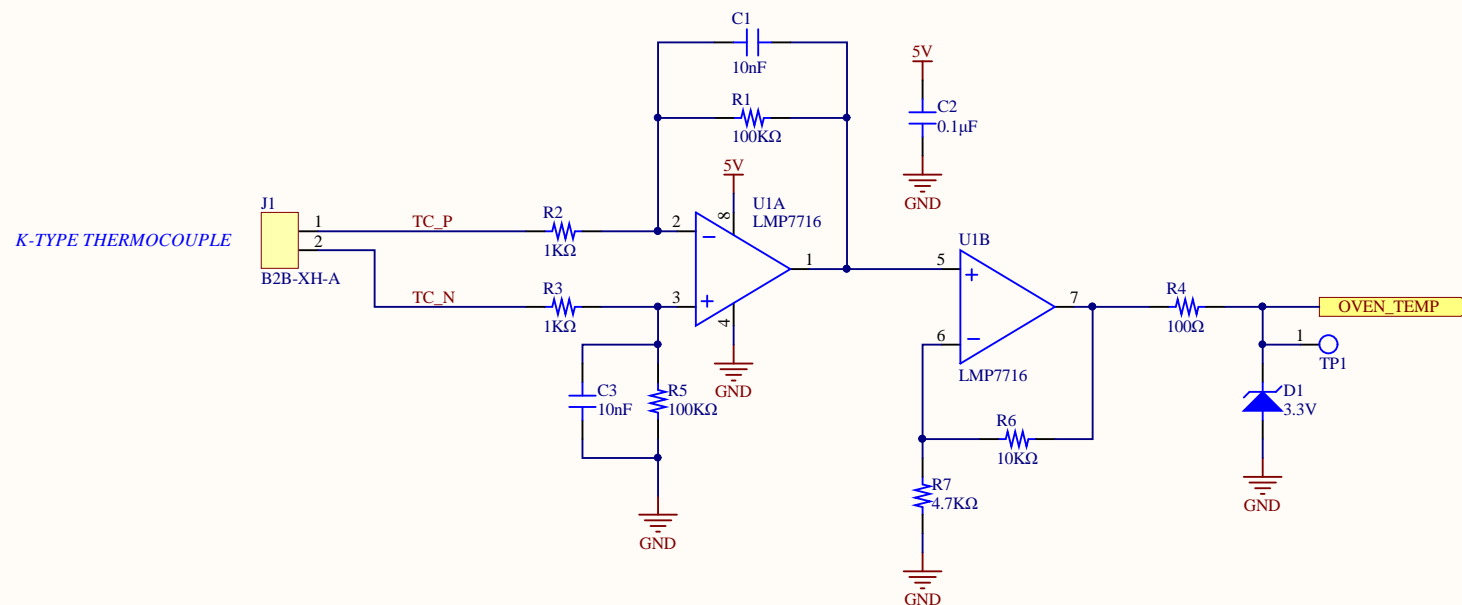 C1
10nF
R1
100KΩ
5V
C2
0.1µF
GND
5V
U1A
LMP7716
8
J1
1
2
K-TYPE THERMOCOUPLE
B2B-XH-A
TC_P
R2
1KΩ
2
1
TC_N
R3
1KΩ
3
4
GND
C3
10nF
R5
100KΩ
GND
U1B
5
6
7
LMP7716
R6
10KΩ
R7
4.7KΩ
GND
R4
100Ω
OVEN_TEMP
1
TP1
D1
3.3V
GND